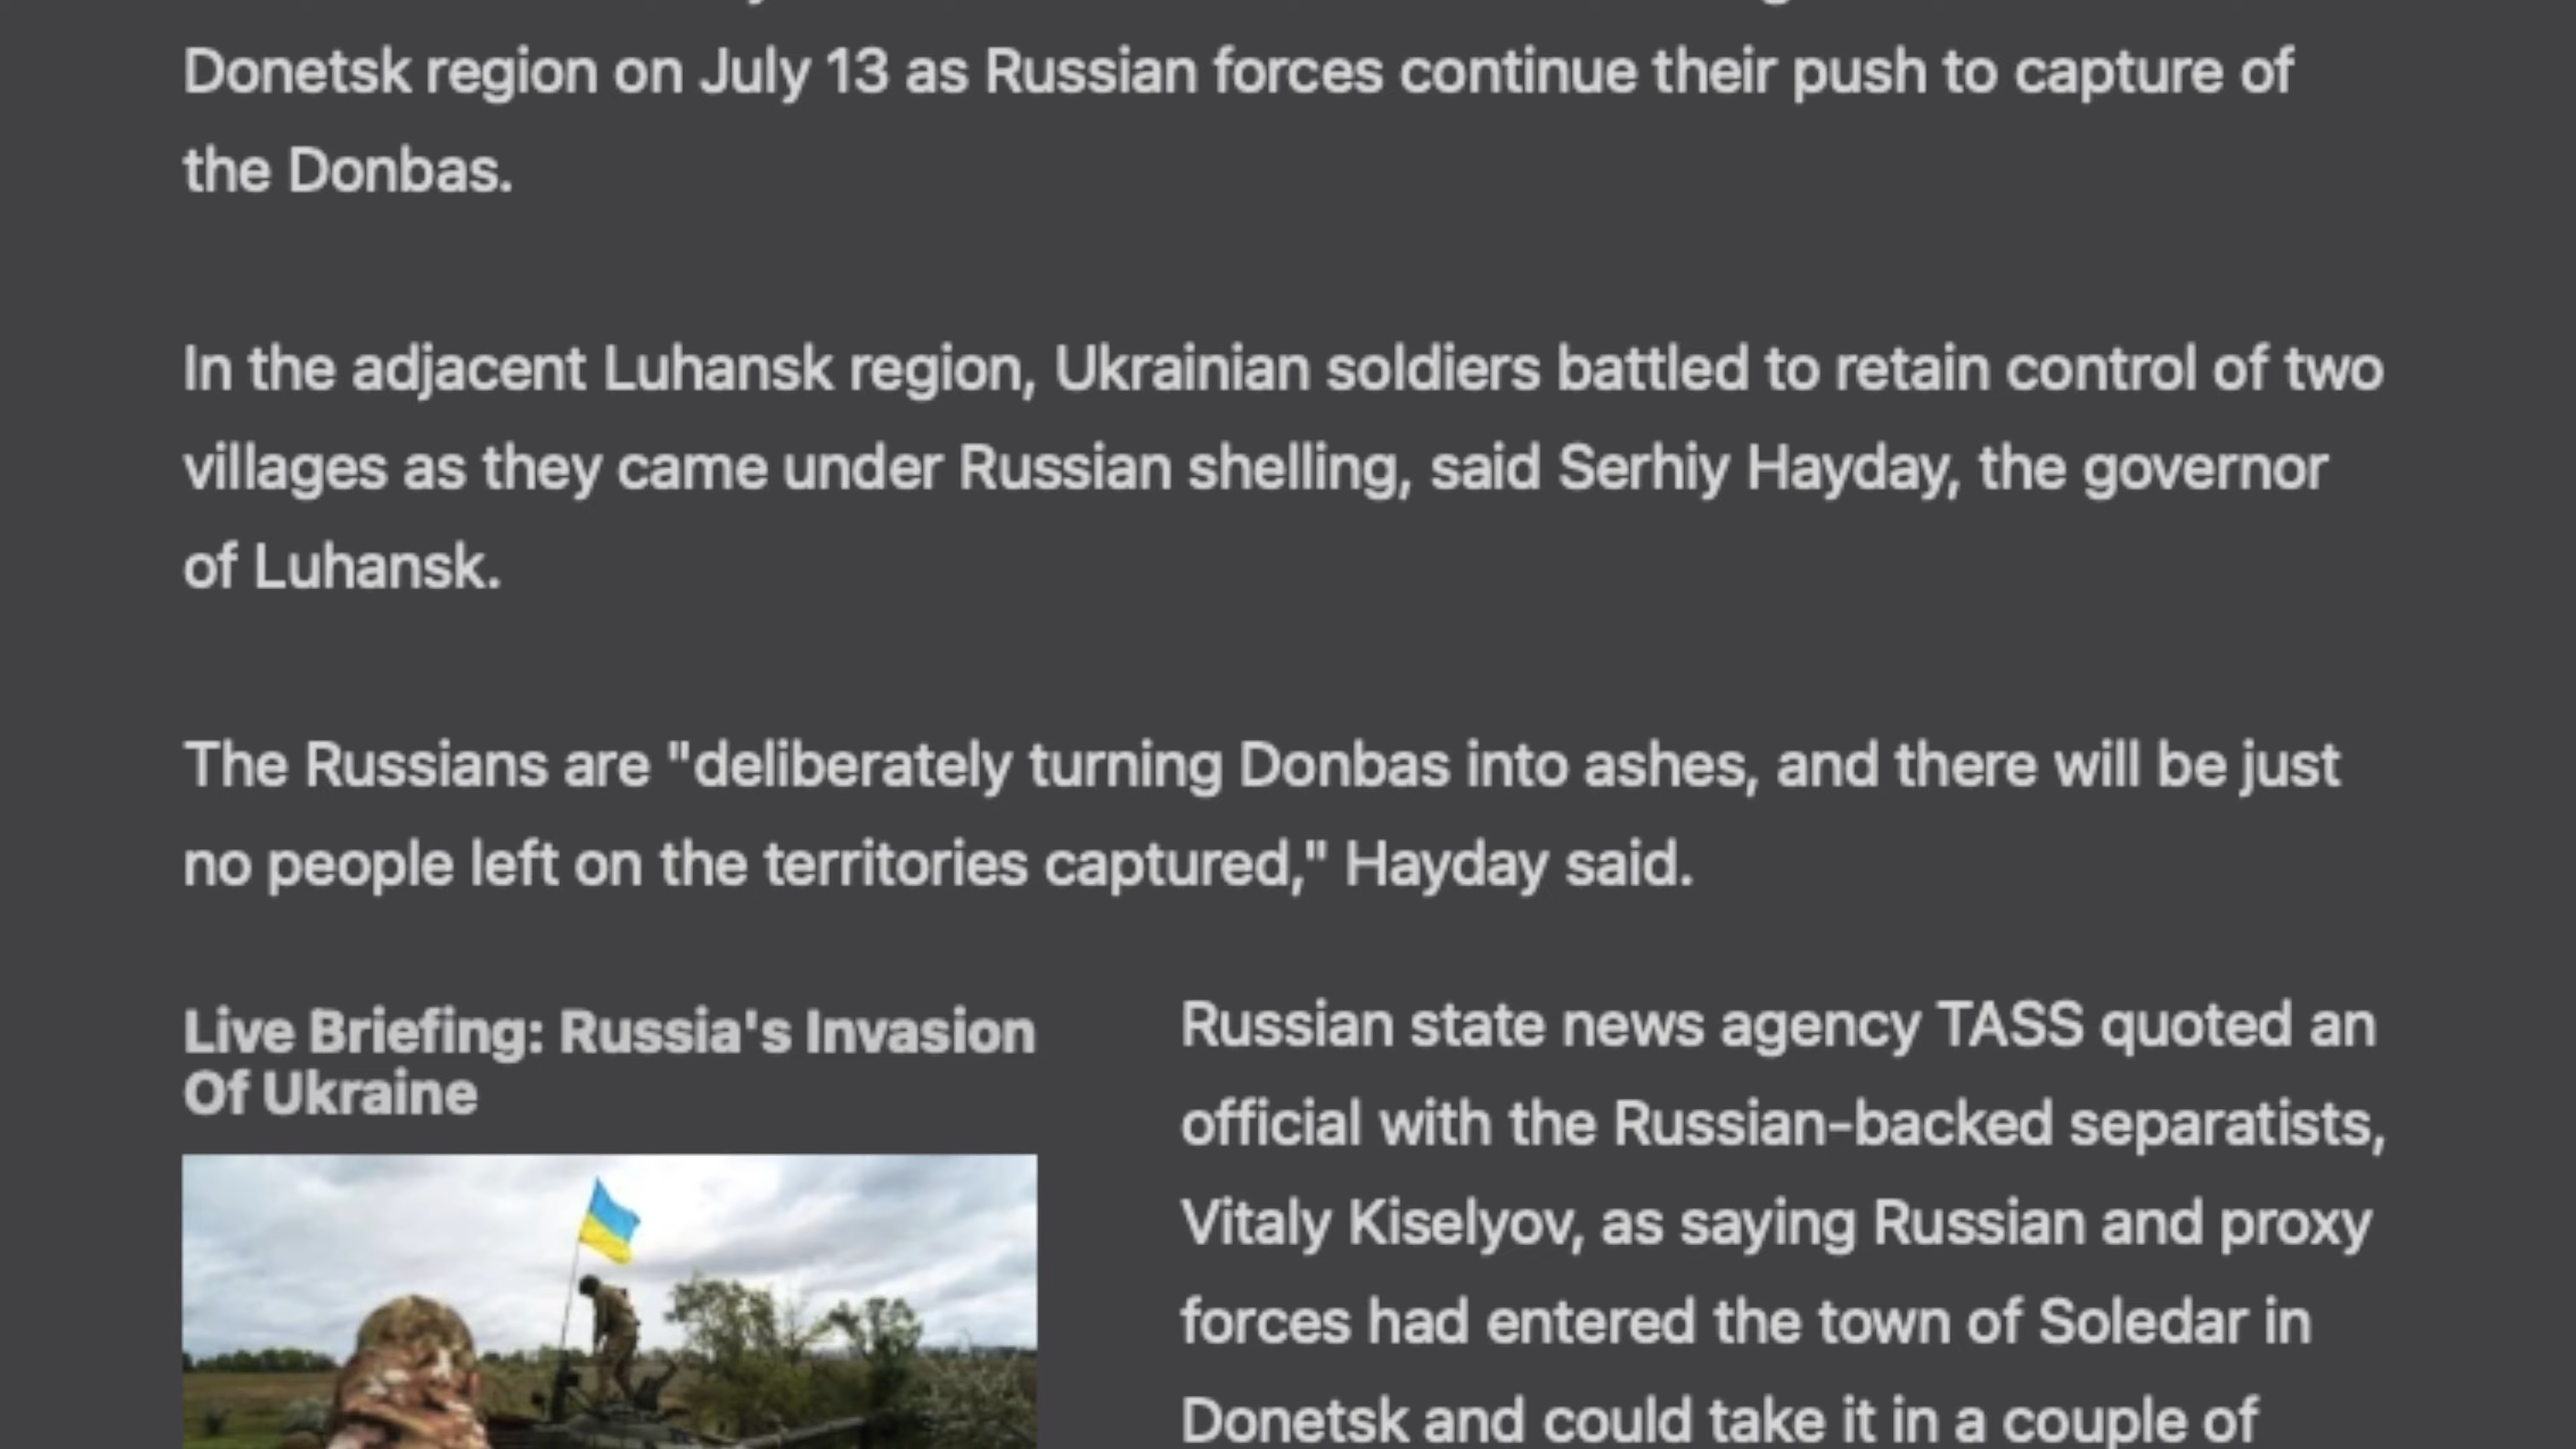 Donetsk region on July 13 as Russian forces continue their push to capture of
the Donbas.
In the adjacent Luhansk region, Ukrainian soldiers battled to retain control of two
villages as they came under Russian shelling, said Serhiy Hayday, the governor
of Luhansk.
The Russians are "deliberately turning Donbas into ashes, and there will be just
no people left on the territories captured," Hayday said.
Live Briefing: Russia's Invasion
Of Ukraine
Russian state news agency TASS quoted an
official with the Russian-backed separatists,
Vitaly Kiselyov, as saying Russian and proxy
forces had entered the town of Soledar in
Donetsk and could take it in a couple of